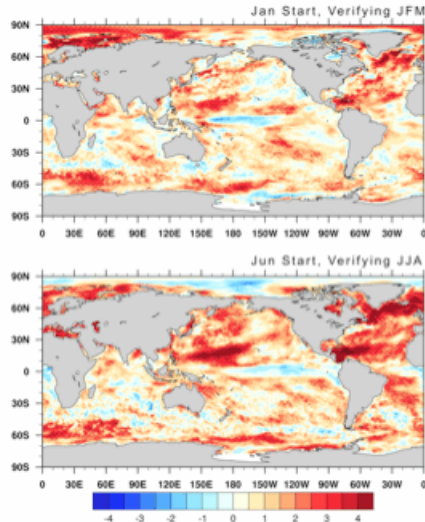 Jan Start, Verifying JFM
90N
60N
30N
0
30S
60S
90S
0 30E 60E 90E 120E 150E 180 150W 120W 90W 60W 30W 0
Jun Start, Verifying JJA
90N
60N
30N
0
30S
60S
90S
0 30E 60E 90E 120E 150E 180 150W 120W 90W 60W 30W 0
-4 -3 -2 -1 0 1 2 3 4